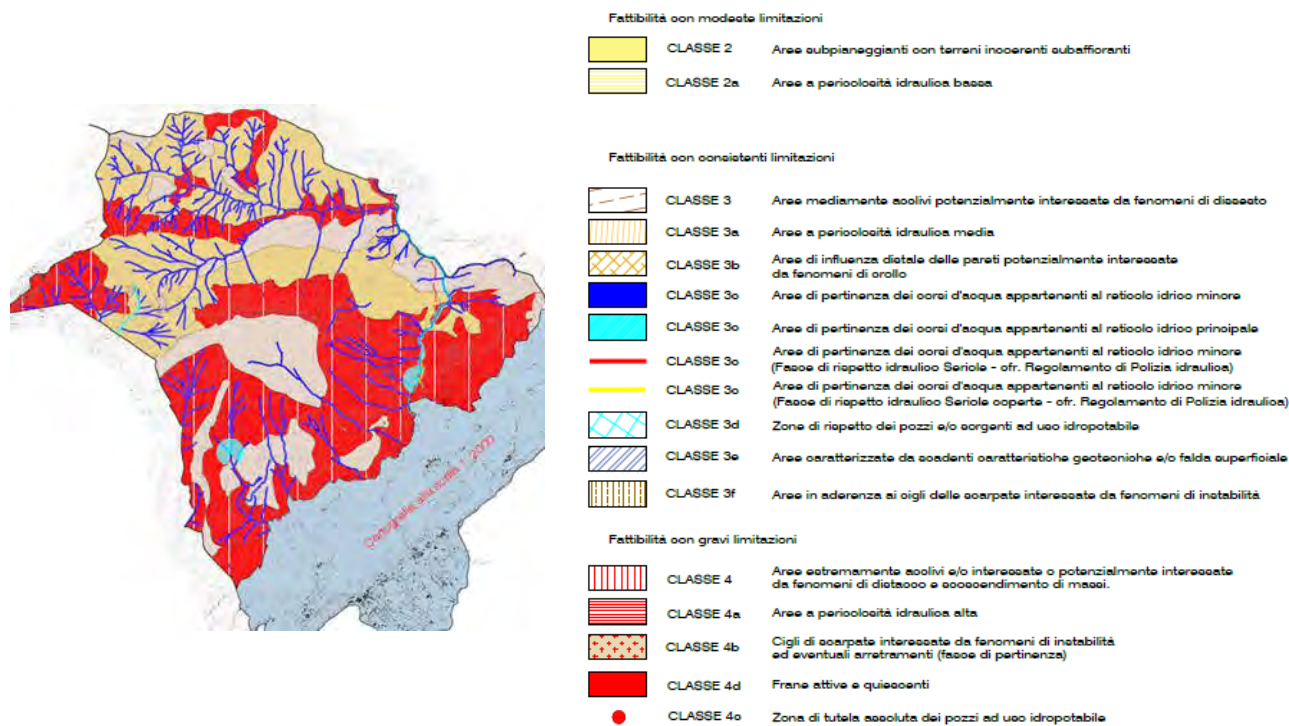 Fattibilità con modeste limitazioni
CLASSE 2 Aree subpianeggianti con terreni incoerenti subaffioranti
CLASSE 2a Aree a pericolosità idraulica bassa
Fattibilità con consistenti limitazioni
CLASSE 3 Aree mediamente acclivi potenzialmente interessate da fenomeni di dissesto
CLASSE 3a Aree a pericolosità idraulica media
CLASSE 3b Aree di influenza distale delle pareti potenzialmente interessate
da fenomeni di crollo
CLASSE 3c Aree di pertinenza dei corsi d'acqua appartenenti al reticolo idrico minore
CLASSE 3c Aree di pertinenza dei corsi d'acqua appartenenti al reticolo idrico principale
CLASSE 3c Aree di pertinenza dei corsi d'acqua appartenenti al reticolo idrico minore
(Fasce di rispetto idraulico Seriole - cfr. Regolamento di Polizia idraulica)
CLASSE 3c Aree di pertinenza dei corsi d'acqua appartenenti al reticolo idrico minore
(Fasce di rispetto idraulico Seriole coperte - cfr. Regolamento di Polizia idraulica)
CLASSE 3d Zone di rispetto dei pozzi e/o sorgenti ad uso idropotabile
CLASSE 3e Aree caratterizzate da scadenti caratteristiche geotecniche e/o falda superficiale
CLASSE 3f Aree in aderenza ai cigli delle scarpate interessate da fenomeni di instabilità
Fattibilità con gravi limitazioni
CLASSE 4 Aree estremamente acclivi e/o interessate o potenzialmente interessate
da fenomeni di distacco e scoscendimento di massi.
CLASSE 4a Aree a pericolosità idraulica alta
CLASSE 4b Cigli di scarpate interessate da fenomeni di instabilità
ed eventuali arretramenti (fasce di pertinenza)
CLASSE 4d Frane attive e quiescenti
CLASSE 4c Zona di tutela assoluta dei pozzi ad uso idropotabile
Cartografia alla scala 1 : 2000